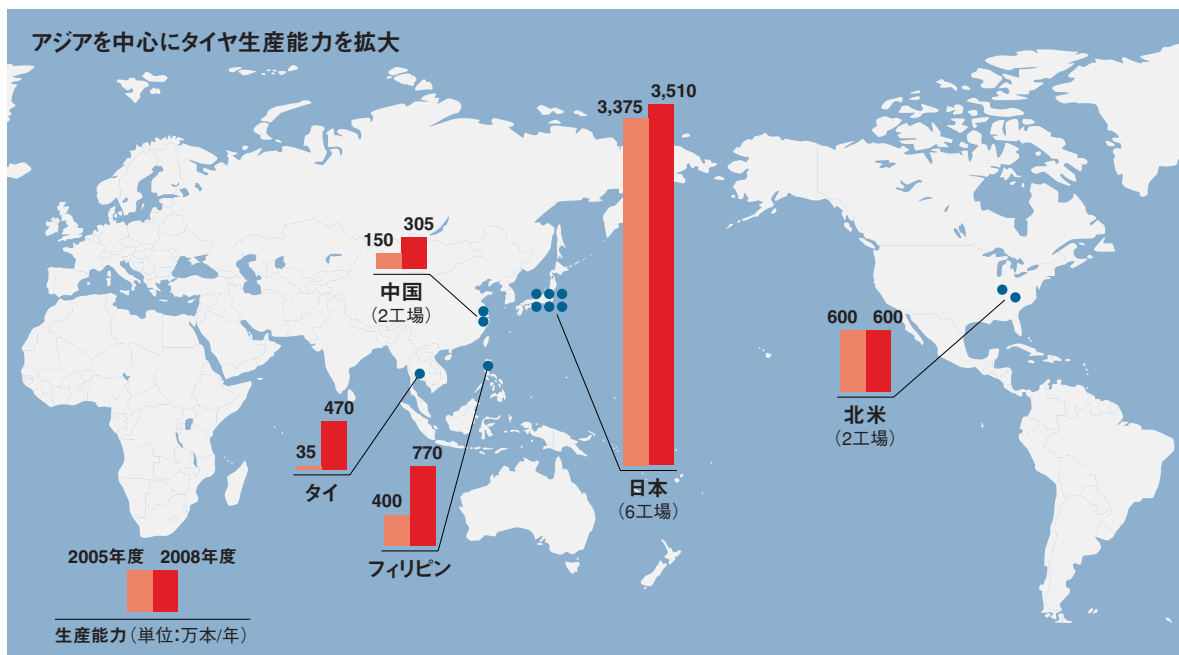 アジアを中心にタイヤ生産能力を拡大
3,375
3,510
150
305
中国
(2工場)
600
600
北米
(2工場)
35
470
タイ
400
770
フィリピン
日本
(6工場)
2005年度 2008年度
生産能力(単位:万本/年)